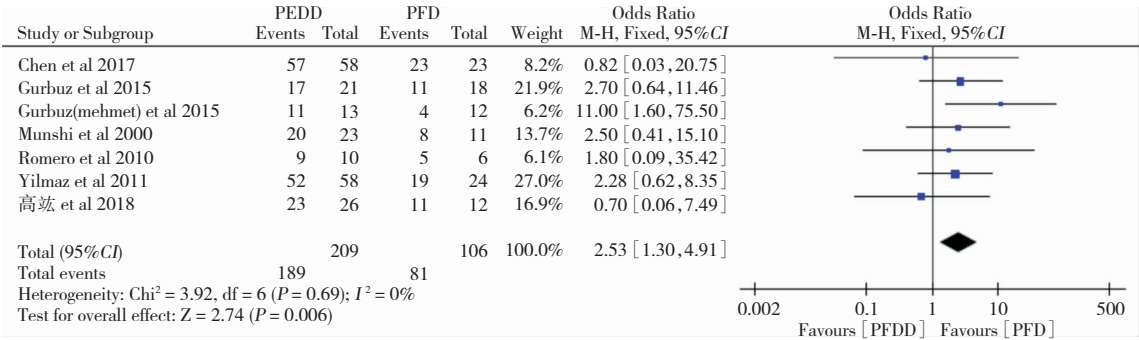 PEDD PFD Odds Ratio Odds Ratio
Study or Subgroup Events Total Events Total Weight M-H, Fixed, 95%CI M-H, Fixed, 95%CI
Chen et al 2017 57 58 23 23 8.2% 0.82 [0.03,20.75]
Gurbuz et al 2015 17 21 11 18 21.9% 2.70 [0.64,11.46]
Gurbuz(mehmet) et al 2015 11 13 4 12 6.2% 11.00 [1.60,75.50]
Munshi et al 2000 20 23 8 11 13.7% 2.50 [0.41,15.10]
Romero et al 2010 9 10 5 6 6.1% 1.80 [0.09,35.42]
Yilmaz et al 2011 52 58 19 24 27.0% 2.28 [0.62,8.35]
高竑 et al 2018 23 26 11 12 16.9% 0.70 [0.06,7.49]
Total (95%CI) 209 106 100.0% 2.53 [1.30,4.91]
Total events 189 81
Heterogeneity: Chi² = 3.92, df = 6 (P = 0.69); I² = 0%
Test for overall effect: Z = 2.74 (P = 0.006)
0.002 0.1 1 10 500
Favours [PFDD] Favours [PFD]